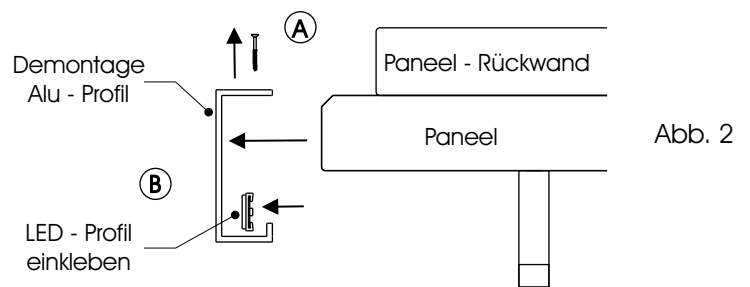 A
Demontage
Alu - Profil
Paneel - Rückwand
Paneel
Abb. 2
B
LED - Profil
einkleben